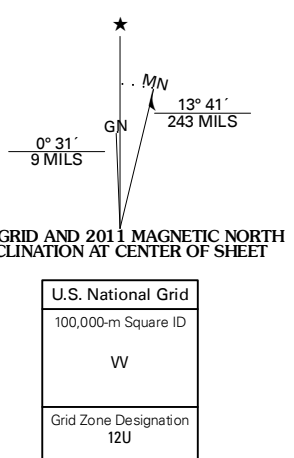 ★
MN
GN
13° 41´
243 MILS
0° 31´
9 MILS
GRID AND 2011 MAGNETIC NORTH
CLINATION AT CENTER OF SHEET
U.S. National Grid
100,000-m Square ID
VV
Grid Zone Designation
12U